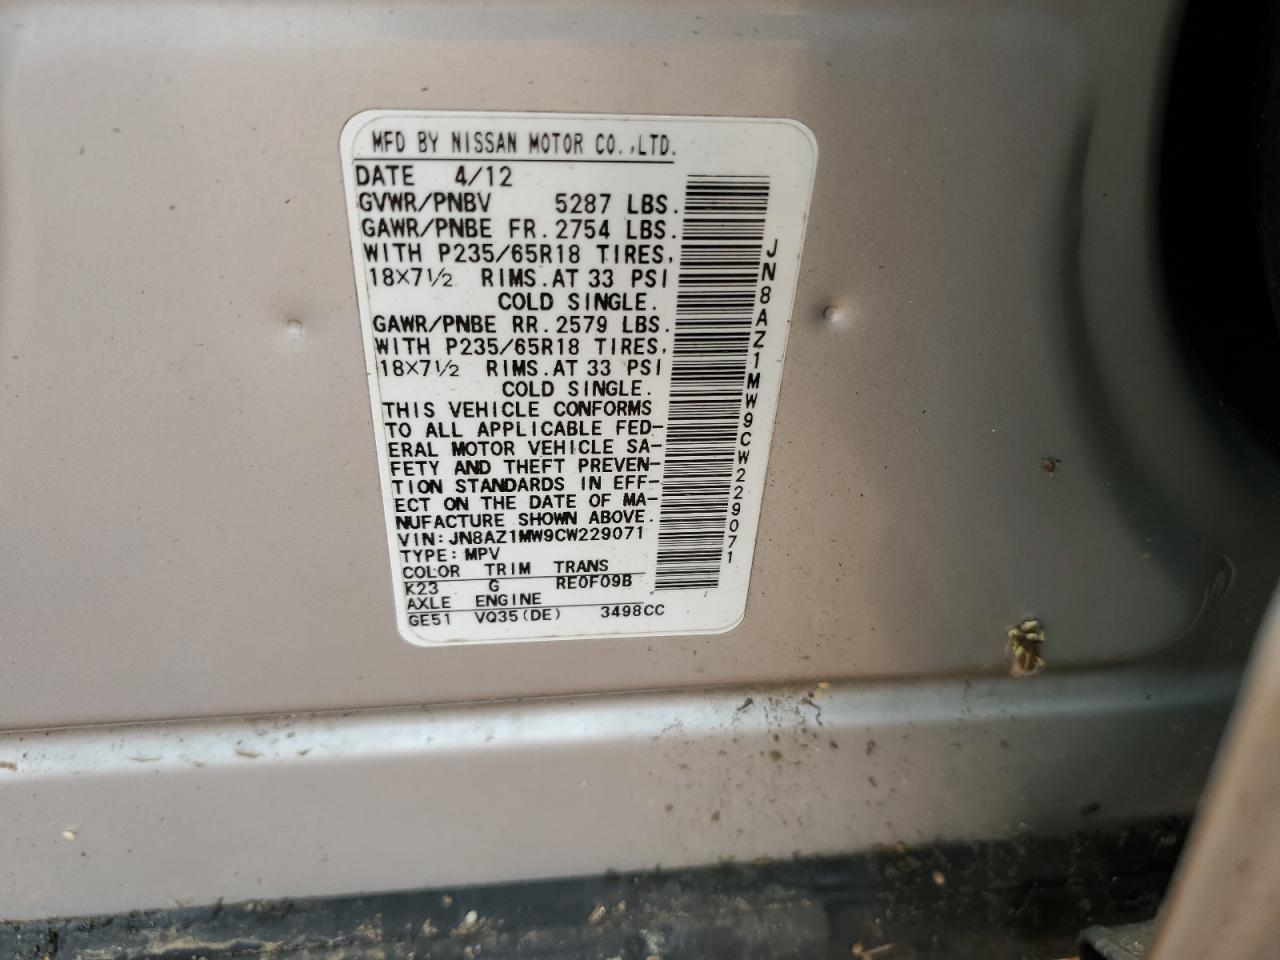 MFD BY NISSAN MOTOR CO.,LTD.
DATE 4/12
GVWR/PNBV 5287 LBS.
GAWR/PNBE FR. 2754 LBS.
WITH P235/65R18 TIRES,
18×7½ RIMS. AT 33 PSI
COLD SINGLE.
GAWR/PNBE RR. 2579 LBS.
WITH P235/65R18 TIRES,
18×7½ RIMS. AT 33 PSI
COLD SINGLE.
THIS VEHICLE CONFORMS
TO ALL APPLICABLE FED-
ERAL MOTOR VEHICLE SA-
FETY AND THEFT PREVEN-
TION STANDARDS IN EFF-
ECT ON THE DATE OF MA-
NUFACTURE SHOWN ABOVE.
VIN: JN8AZ1MW9CW229071
TYPE: MPV
COLOR TRIM TRANS
K23 G RE0F09B
AXLE ENGINE
GE51 VQ35(DE) 3498CC
JN8AZ1MW9CW229071